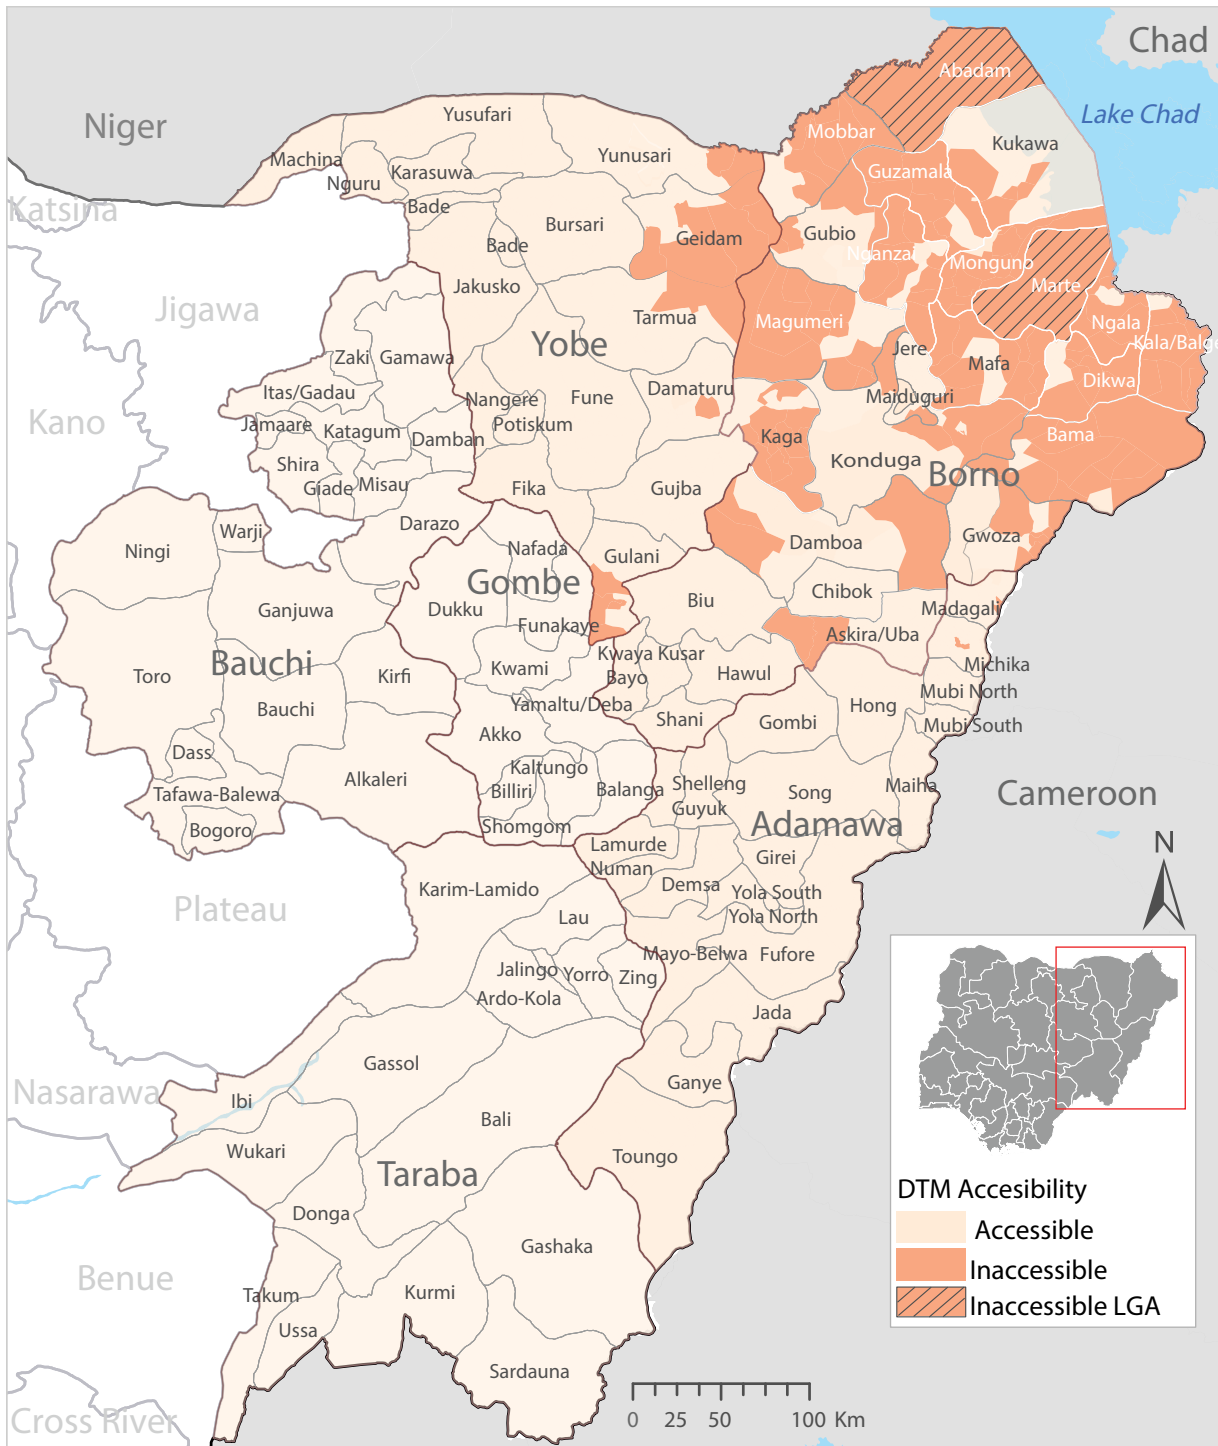 Chad
Niger
Lake Chad
Abadam
Yusufari
Mobbar
Kukawa
Machina
Yunusari
Nguru
Karasuwa
Guzamala
Katsina
Bade
Bursari
Geidam
Gubio
Bade
Nganzai
Monguno
Jakusko
Marte
Jigawa
Tarmua
Magumeri
Ngala
Yobe
Kala/Balge
Zaki
Gamawa
Jere
Mafa
Dikwa
Itas/Gadau
Nangere
Fune
Damaturu
Maiduguri
Kano
Jamaare
Katagum
Damban
Potiskum
Kaga
Bama
Shira
Konduga
Borno
Giade
Misau
Fika
Gujba
Warji
Darazo
Ningi
Nafada
Gulani
Damboa
Gwoza
Gombe
Chibok
Ganjuwa
Dukku
Biu
Madagali
Funakaye
Askira/Uba
Bauchi
Kwaya Kusar
Toro
Kirfi
Kwami
Bayo
Hawul
Michika
Mubi North
Bauchi
Yamaltu/Deba
Shani
Gombi
Hong
Mubi South
Akko
Dass
Kaltungo
Alkaleri
Billiri
Balanga
Shelleng
Song
Maiha
Cameroon
Tafawa-Balewa
Guyuk
Bogoro
Shomgom
Adamawa
Lamurde
Girei
N
Numan
Karim-Lamido
Demsa
Yola South
Plateau
Lau
Yola North
Mayo-Belwa
Fufore
Jalingo
Yorro
Zing
Ardo-Kola
Jada
Gassol
Nasarawa
Ganye
Ibi
Bali
Wukari
Toungo
Taraba
DTM Accesibility
Donga
Accessible
Gashaka
Benue
Inaccessible
Takum
Kurmi
Inaccessible LGA
Ussa
Sardauna
Cross River
0 25 50 100 Km